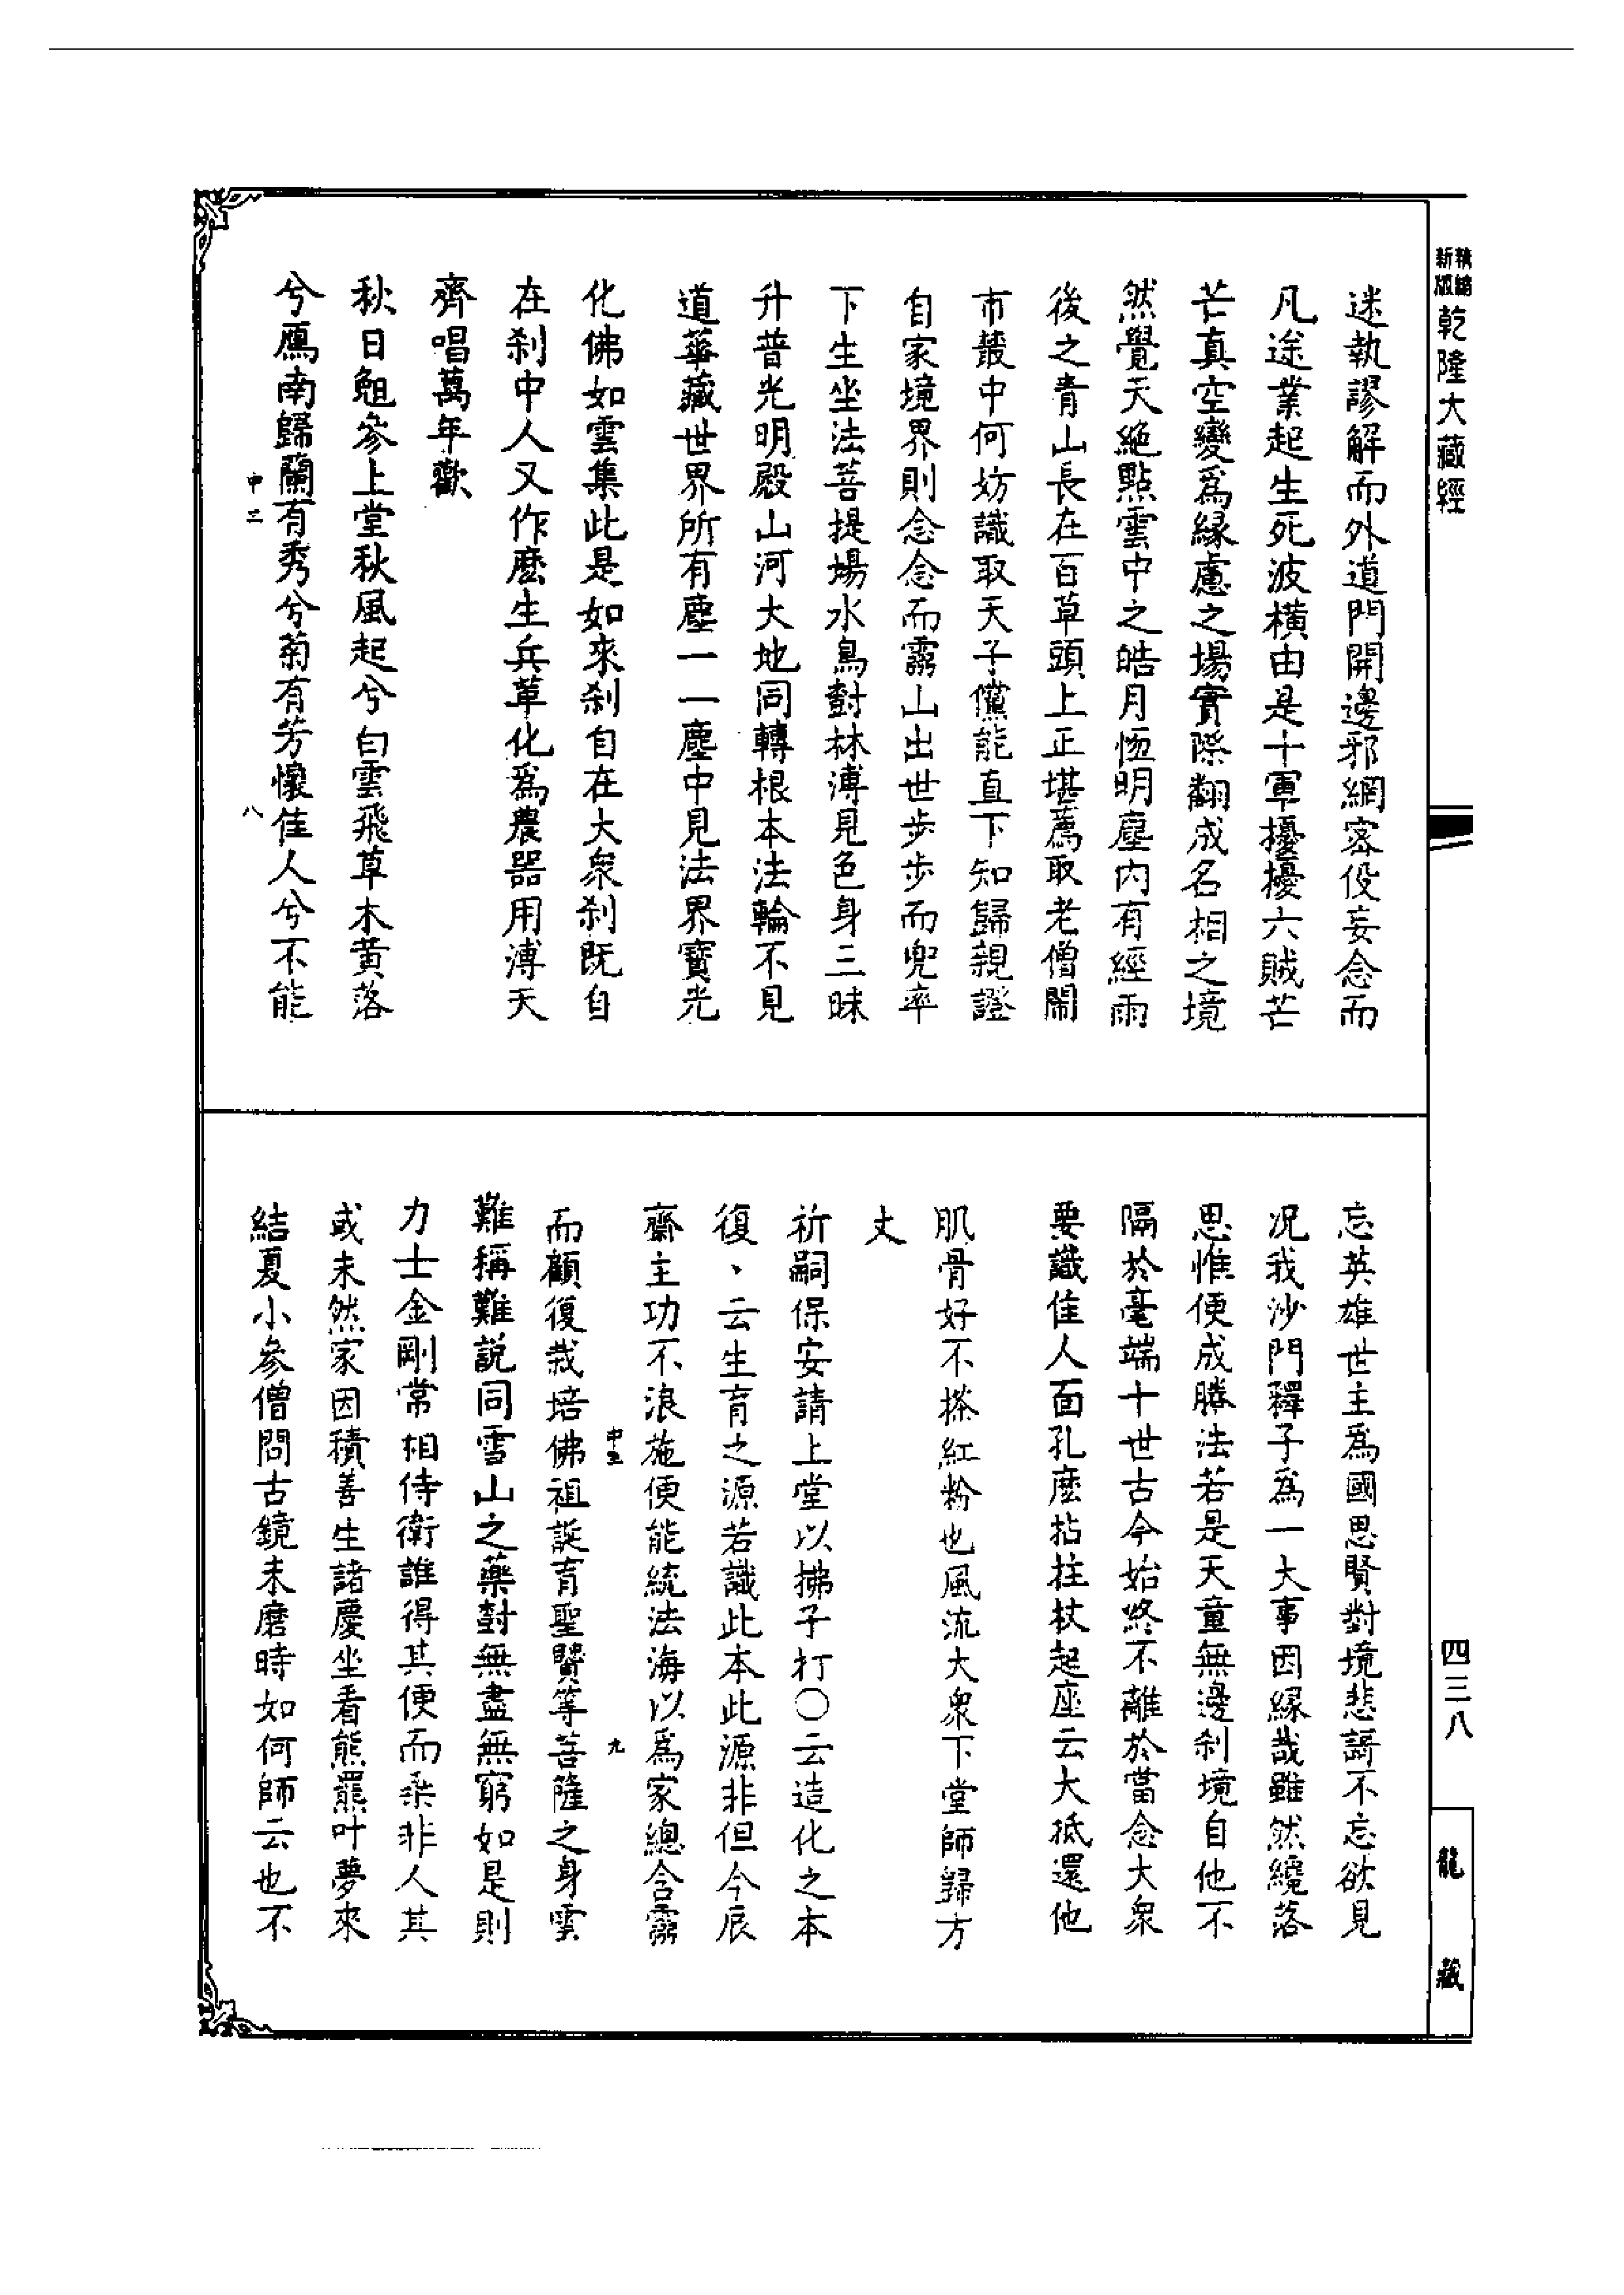 新版 精縮 乾隆大藏經
迷執謬解而外道門開邊邪網密伇妄念而
凡途業起生死波橫由是十軍擾擾六賊芒
芒真空變為緣慮之場實際翻成名相之境
然覺天絕點雲中之皓月恆明塵內有經雨
後之青山長在百草頭上正堪薦取老僧鬧
市叢中何妨識取天子儻能直下知歸親證
自家境界則念念而靈山出世步步而兜率
下生坐法菩提場水鳥對林溥見色身三昧
升普光明殿山河大地同轉根本法輪不見
道華藏世界所有塵一一塵中見法界寶光
化佛如雲集此是如來剎自在大衆剎既自
在剎中人又作麽生兵革化為農器用溥天
齊唱萬年歡
秋日𡖖參上堂秋風起兮白雲飛草木黃落
兮鴈南歸蘭有秀兮菊有芳懷佳人兮不能
申三
八
忘英雄世主為國思賢對境悲謌不忘欲見
況我沙門釋子為一大事因緣哉雖然纔落
思惟便成賸法若是天童無邊剎境自他不
隔於毫端十世古今始終不離於當念大衆
要識佳人面孔麽拈拄杖起座云大抵還他
肌骨好不搽紅粉也風流大衆下堂師歸方
丈
祈嗣保安請上堂以拂子打〇云造化之本
復、云生育之源若識此本此源非但今辰
齋主功不浪施便能統法海以為家總含靈
申三
九
而顧復栽培佛祖誕育聖賢等菩薩之身雲
難稱難說同雪山之藥對無盡無窮如是則
力士金剛常相侍衛誰得其便而乘非人其
或未然家因積善生諸慶坐看熊羆叶夢來
結夏小參僧問古鏡未磨時如何師云也不
四三八
龍藏